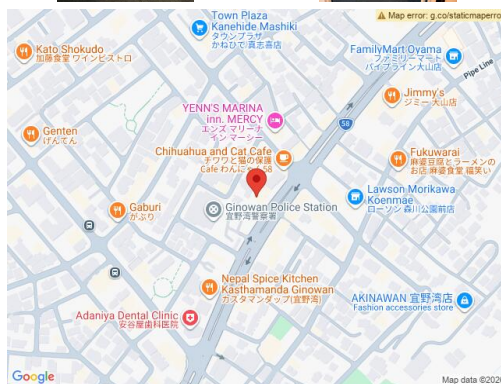 Map error: g.co/staticmaperro
Town Plaza
Kanehide Mashiki
タウンプラザ
かねひで 真志喜店
Kato Shokudo
加藤食堂 ワインビストロ
FamilyMart Oyama
ファミリーマート
パイプライン大山店
Pipe Line
Jimmy's
ジミー 大山店
YENN'S MARINA
inn. MERCY
エンズ マリーナ
イン マーシー
58
Genten
げんてん
Chihuahua and Cat Cafe
チワワと猫の保護
Cafe わんにゃん58
Fukuwarai
麻婆豆腐とラーメンの
お店 麻婆食堂 福笑い
Lawson Morikawa
Koenmae
ローソン 森川公園前店
Gaburi
がぶり
Ginowan Police Station
宜野湾警察署
Nepal Spice Kitchen
Kasthamanda Ginowan
カスタマンダップ(宜野湾)
AKINAWAN 宜野湾店
Fashion accessories store
Adaniya Dental Clinic
安谷屋歯科医院
Google
Map data ©202